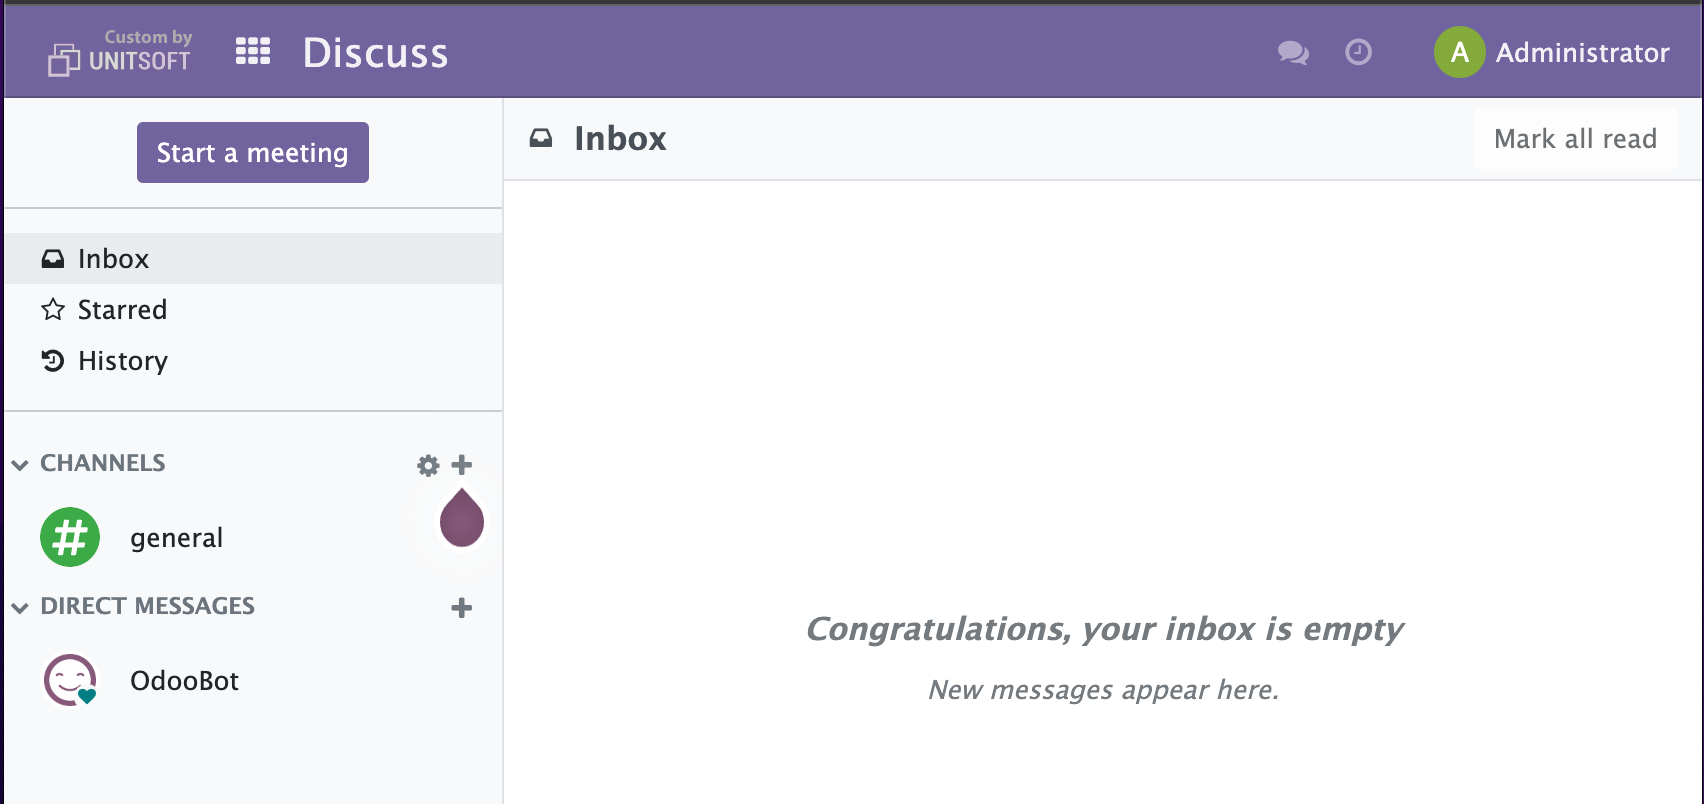 Custom by
UNITSOFT
Discuss
A Administrator
Start a meeting
Inbox
Starred
History
CHANNELS
# general
DIRECT MESSAGES
OdooBot
Inbox
Mark all read
Congratulations, your inbox is empty
New messages appear here.